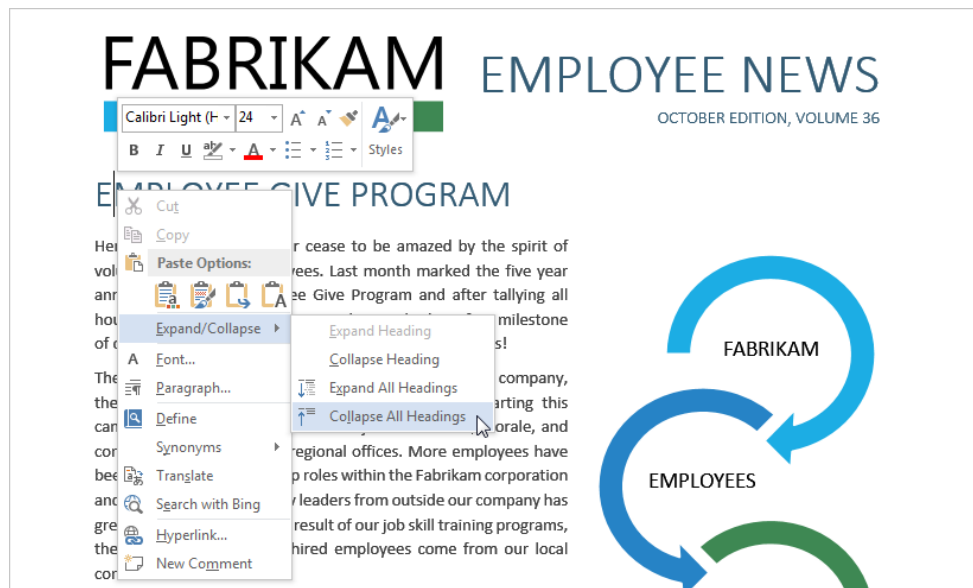 FABRIKAM EMPLOYEE NEWS
OCTOBER EDITION, VOLUME 36
Calibri Light (H 24 A A A
B I U ab A Styles
EMPLOYEE GIVE PROGRAM
Cut
Copy
Paste Options:
Expand/Collapse
Font...
Paragraph...
Define
Synonyms
Translate
Search with Bing
Hyperlink...
New Comment
Expand Heading
Collapse Heading
Expand All Headings
Collapse All Headings
cease to be amazed by the spirit of
Last month marked the five year
Give Program and after tallying all
milestone
of
company,
this
and
regional offices. More employees have
roles within the Fabrikam corporation
leaders from outside our company has
result of our job skill training programs,
hired employees come from our local
FABRIKAM
EMPLOYEES